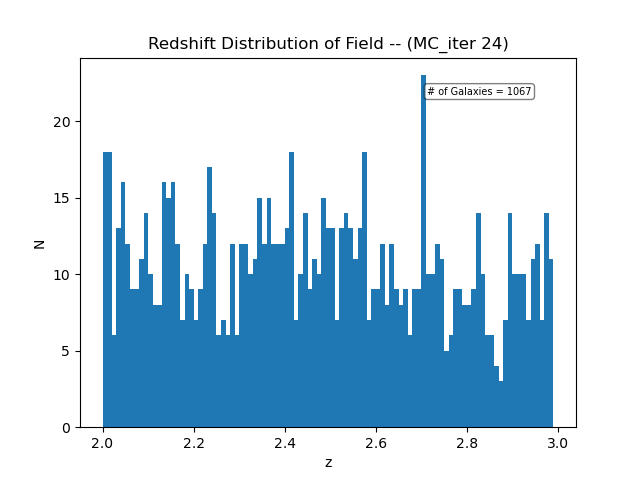 Redshift Distribution of Field -- (MC_iter 24)
# of Galaxies = 1067
20
15
10
5
0
N
2.0 2.2 2.4 2.6 2.8 3.0
z